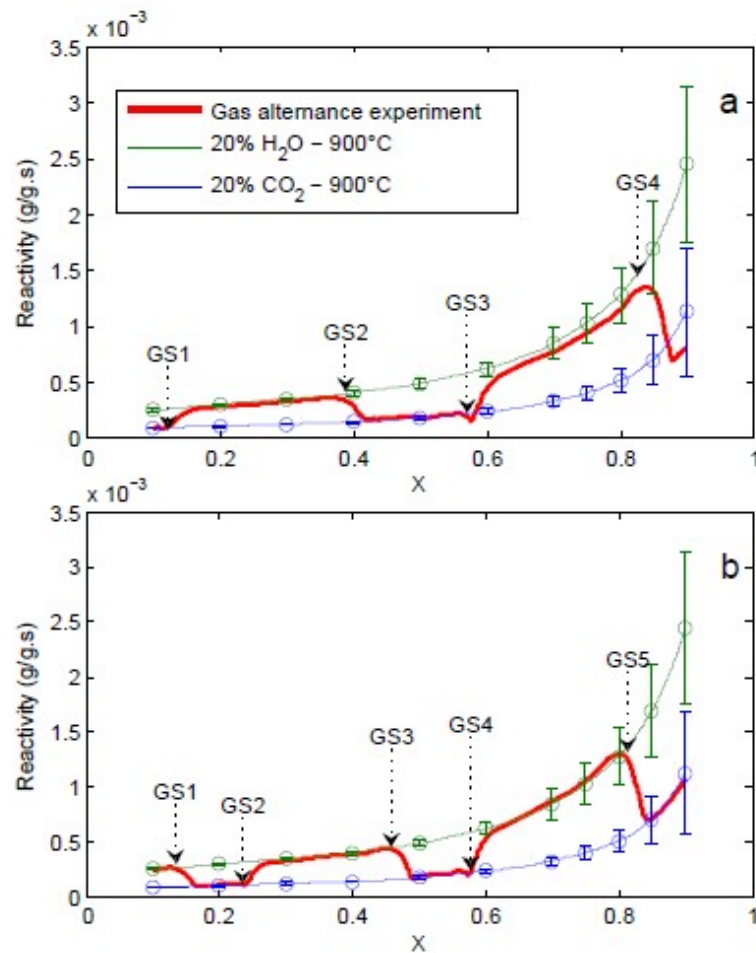 x 10⁻³
3.5
3
2.5
2
1.5
1
0.5
0
Reactivity (g/g.s)
Gas alternance experiment
20% H₂O – 900°C
20% CO₂ – 900°C
a
GS1
GS2
GS3
GS4
0 0.2 0.4 0.6 0.8 1
X
x 10⁻³
3.5
3
2.5
2
1.5
1
0.5
0
Reactivity (g/g.s)
b
GS1
GS2
GS3
GS4
GS5
0 0.2 0.4 0.6 0.8 1
X